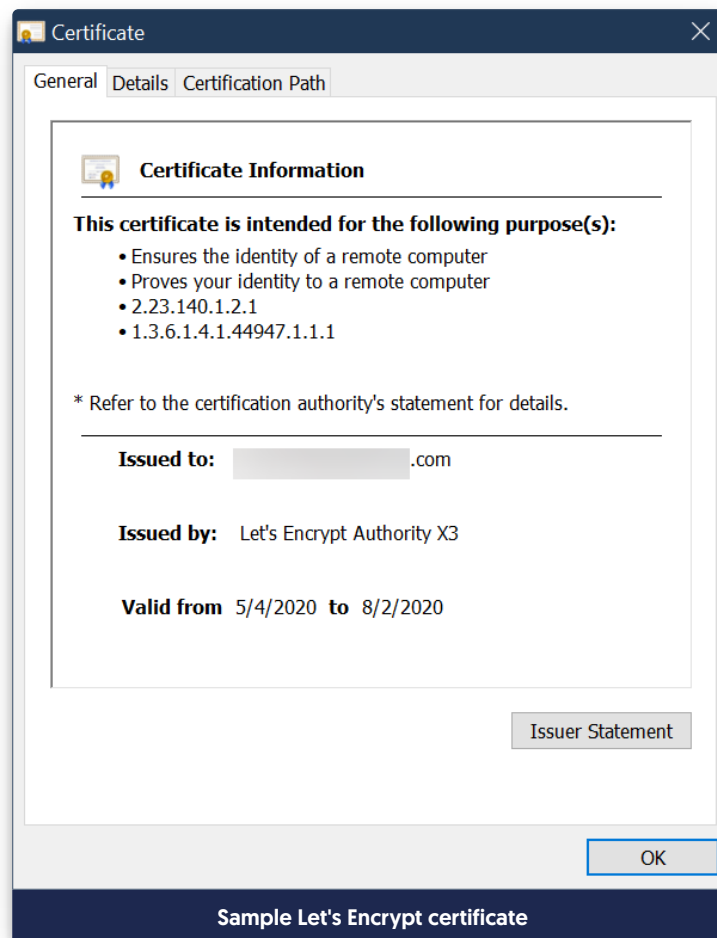 Certificate
General Details Certification Path
Certificate Information
This certificate is intended for the following purpose(s):
• Ensures the identity of a remote computer
• Proves your identity to a remote computer
• 2.23.140.1.2.1
• 1.3.6.1.4.1.44947.1.1.1
* Refer to the certification authority's statement for details.
Issued to: .com
Issued by: Let's Encrypt Authority X3
Valid from 5/4/2020 to 8/2/2020
Issuer Statement
OK
Sample Let's Encrypt certificate